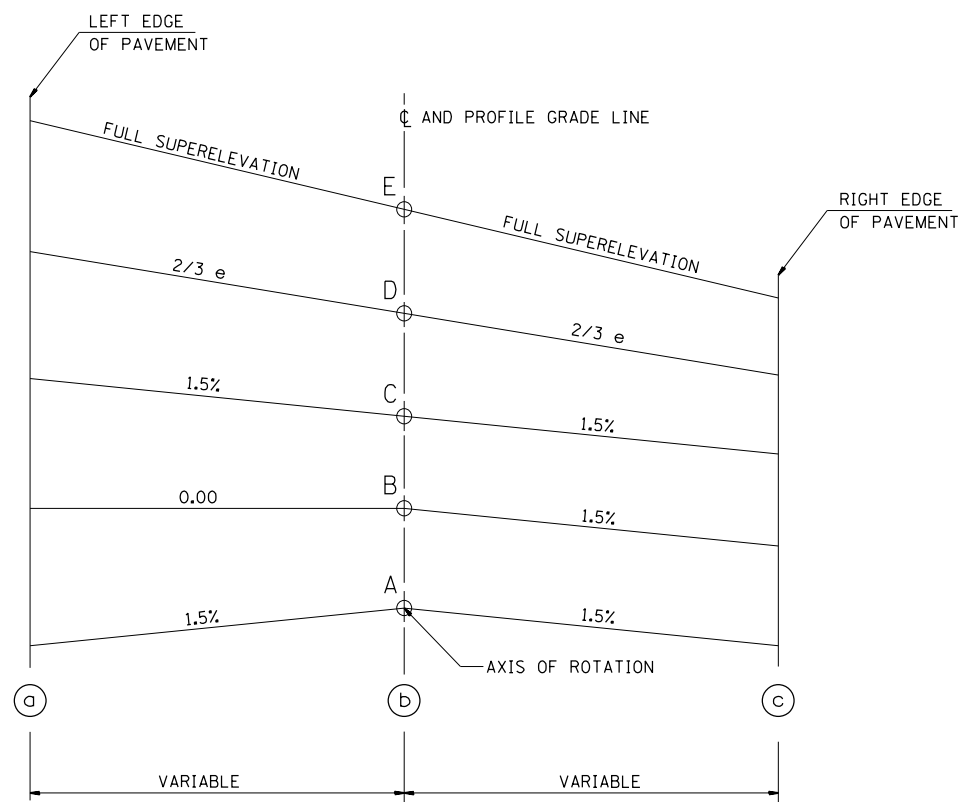 LEFT EDGE
OF PAVEMENT
℄ AND PROFILE GRADE LINE
FULL SUPERELEVATION
E
RIGHT EDGE
OF PAVEMENT
FULL SUPERELEVATION
2/3 e
D
2/3 e
1.5%
C
1.5%
0.00
B
1.5%
A
1.5%
1.5%
AXIS OF ROTATION
a
b
c
VARIABLE
VARIABLE